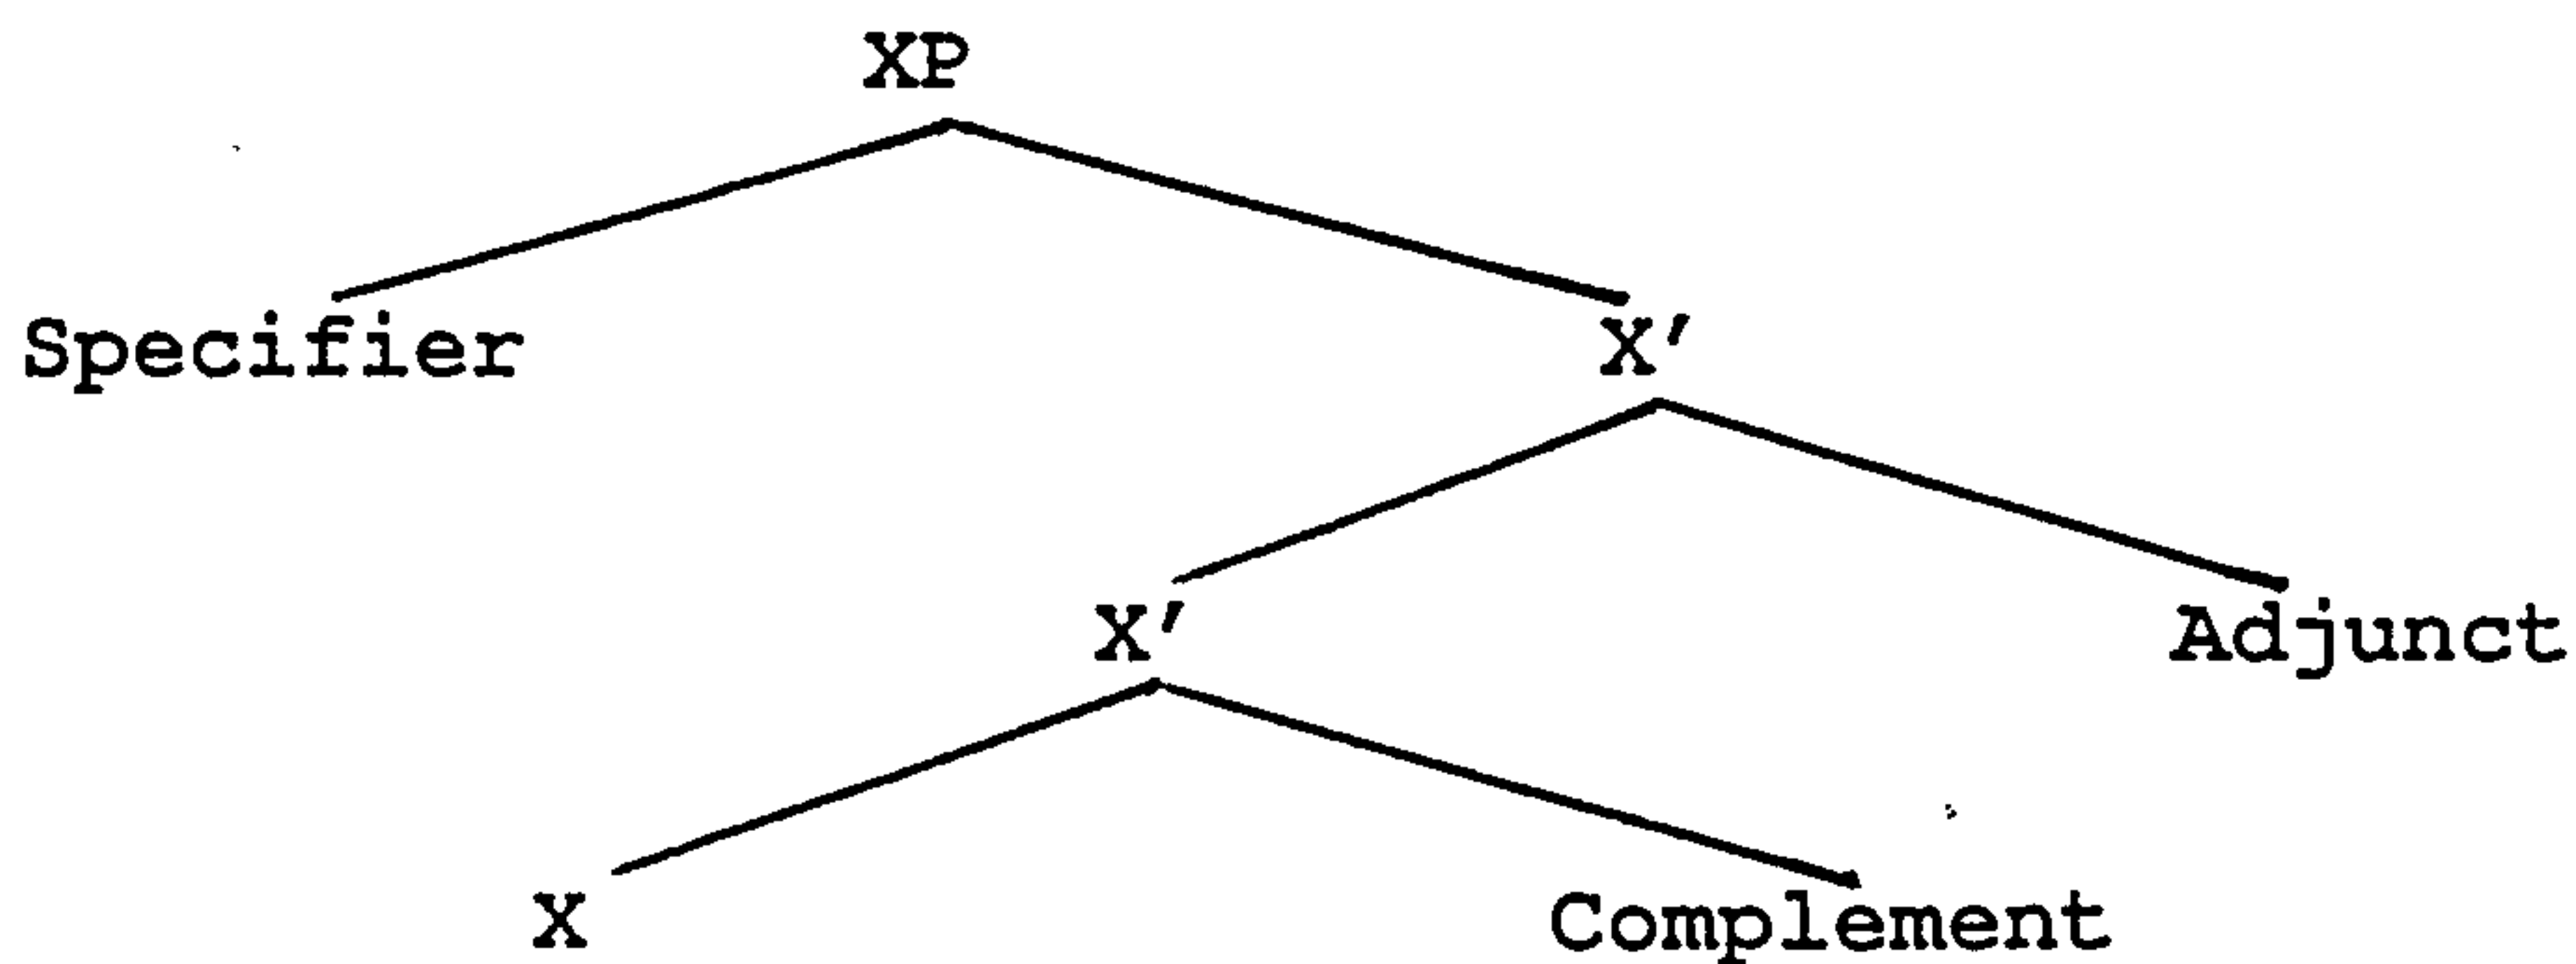 XP
Specifier X′
X′ Adjunct
X Complement